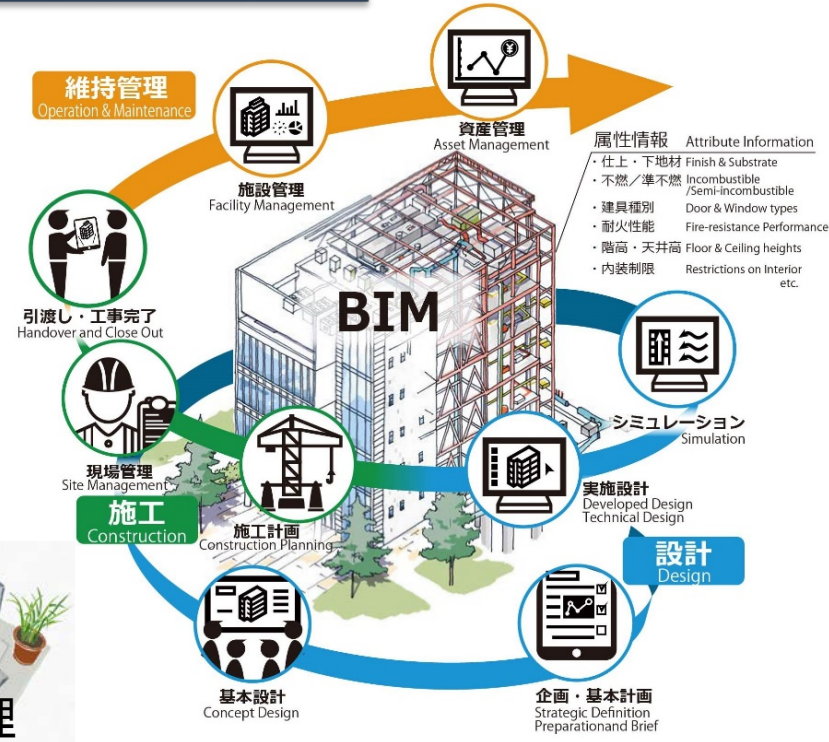 維持管理
Operation & Maintenance
資産管理
Asset Management
施設管理
Facility Management
属性情報 Attribute Information
・仕上・下地材 Finish & Substrate
・不燃／準不燃 Incombustible
/Semi-incombustible
・建具種別 Door & Window types
・耐火性能 Fire-resistance Performance
・階高・天井高 Floor & Ceiling heights
・内装制限 Restrictions on Interior
etc.
BIM
引渡し・工事完了
Handover and Close Out
シミュレーション
Simulation
現場管理
Site Management
施工
Construction
施工計画
Construction Planning
実施設計
Developed Design
Technical Design
設計
Design
基本設計
Concept Design
企画・基本計画
Strategic Definition
Preparationand Brief
理